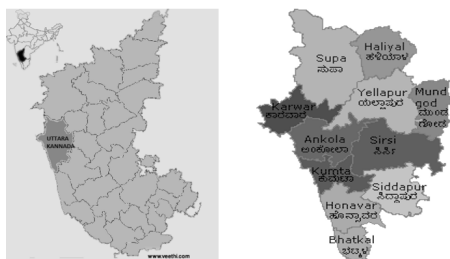 UTTARA
KANNADA
www.veethi.com
Supa
ಸುಪಾ
Haliyal
ಹಳಿಯಾಳ
Yellapur
ಯಲ್ಲಾಪುರ
Mund
god
ಮುಂಡ
ಗೋಡ
Karwar
ಕಾರವಾರ
Ankola
ಅಂಕೋಲಾ
Sirsi
ಸಿರ್ಸಿ
Kumta
ಕುಮಟಾ
Siddapur
ಸಿದ್ದಾಪುರ
Honavar
ಹೊನ್ನಾವರ
Bhatkal
ಭಟ್ಕಳ